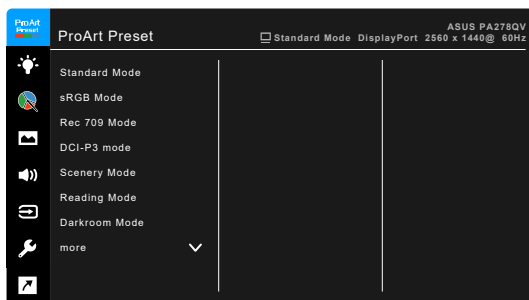 ProArt
Preset
ProArt Preset
ASUS PA278QV
Standard Mode DisplayPort 2560 x 1440@ 60Hz
Standard Mode
sRGB Mode
Rec 709 Mode
DCI-P3 mode
Scenery Mode
Reading Mode
Darkroom Mode
more